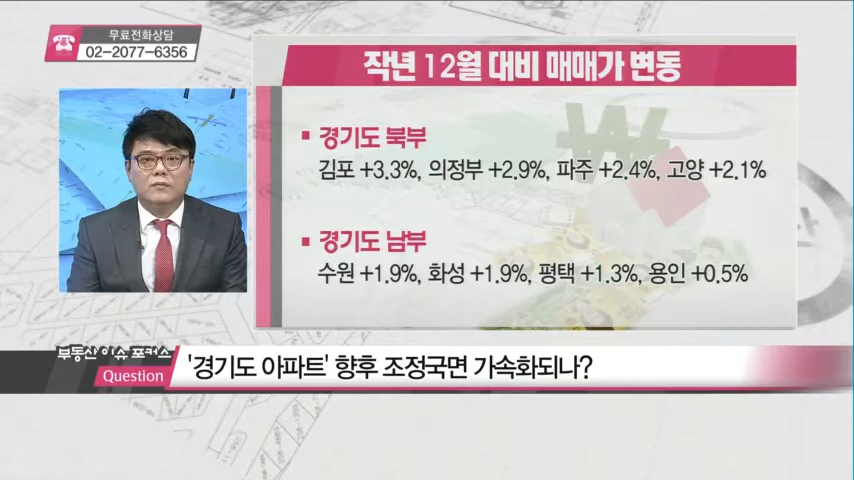 무료전화상담
02-2077-6356
작년 12월 대비 매매가 변동
경기도 북부
김포 +3.3%, 의정부 +2.9%, 파주 +2.4%, 고양 +2.1%
경기도 남부
수원 +1.9%, 화성 +1.9%, 평택 +1.3%, 용인 +0.5%
부동산 이슈 포커스
Question
'경기도 아파트' 향후 조정국면 가속화되나?